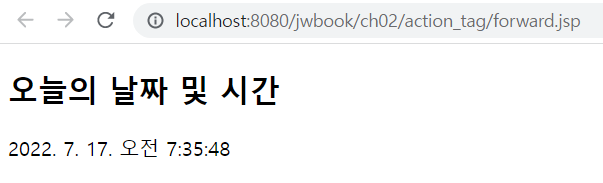 localhost:8080/jwbook/ch02/action_tag/forward.jsp
오늘의 날짜 및 시간
2022. 7. 17. 오전 7:35:48